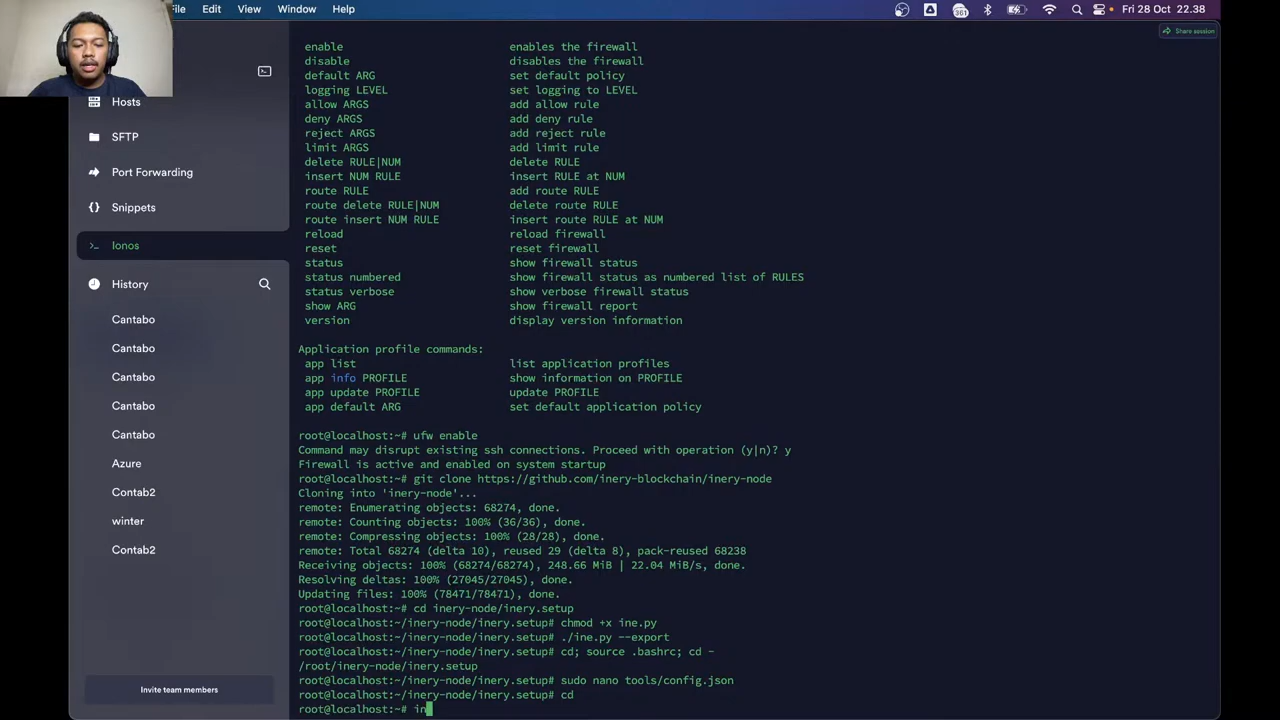 File Edit View Window Help
361
Fri 28 Oct 22.38
Share session
Hosts
SFTP
Port Forwarding
Snippets
Ionos
History
Cantabo
Cantabo
Cantabo
Cantabo
Cantabo
Azure
Contab2
winter
Contab2
Invite team members
enable enables the firewall
disable disables the firewall
default ARG set default policy
logging LEVEL set logging to LEVEL
allow ARGS add allow rule
deny ARGS add deny rule
reject ARGS add reject rule
limit ARGS add limit rule
delete RULE|NUM delete RULE
insert NUM RULE insert RULE at NUM
route RULE add route RULE
route delete RULE|NUM delete route RULE
route insert NUM RULE insert route RULE at NUM
reload reload firewall
reset reset firewall
status show firewall status
status numbered show firewall status as numbered list of RULES
status verbose show verbose firewall status
show ARG show firewall report
version display version information
Application profile commands:
app list list application profiles
app info PROFILE show information on PROFILE
app update PROFILE update PROFILE
app default ARG set default application policy
root@localhost:~# ufw enable
Command may disrupt existing ssh connections. Proceed with operation (y|n)? y
Firewall is active and enabled on system startup
root@localhost:~# git clone https://github.com/inery-blockchain/inery-node
Cloning into 'inery-node'...
remote: Enumerating objects: 68274, done.
remote: Counting objects: 100% (36/36), done.
remote: Compressing objects: 100% (28/28), done.
remote: Total 68274 (delta 10), reused 29 (delta 8), pack-reused 68238
Receiving objects: 100% (68274/68274), 248.66 MiB | 22.04 MiB/s, done.
Resolving deltas: 100% (27045/27045), done.
Updating files: 100% (78471/78471), done.
root@localhost:~# cd inery-node/inery.setup
root@localhost:~/inery-node/inery.setup# chmod +x ine.py
root@localhost:~/inery-node/inery.setup# ./ine.py --export
root@localhost:~/inery-node/inery.setup# cd; source .bashrc; cd -
/root/inery-node/inery.setup
root@localhost:~/inery-node/inery.setup# sudo nano tools/config.json
root@localhost:~/inery-node/inery.setup# cd
root@localhost:~# in